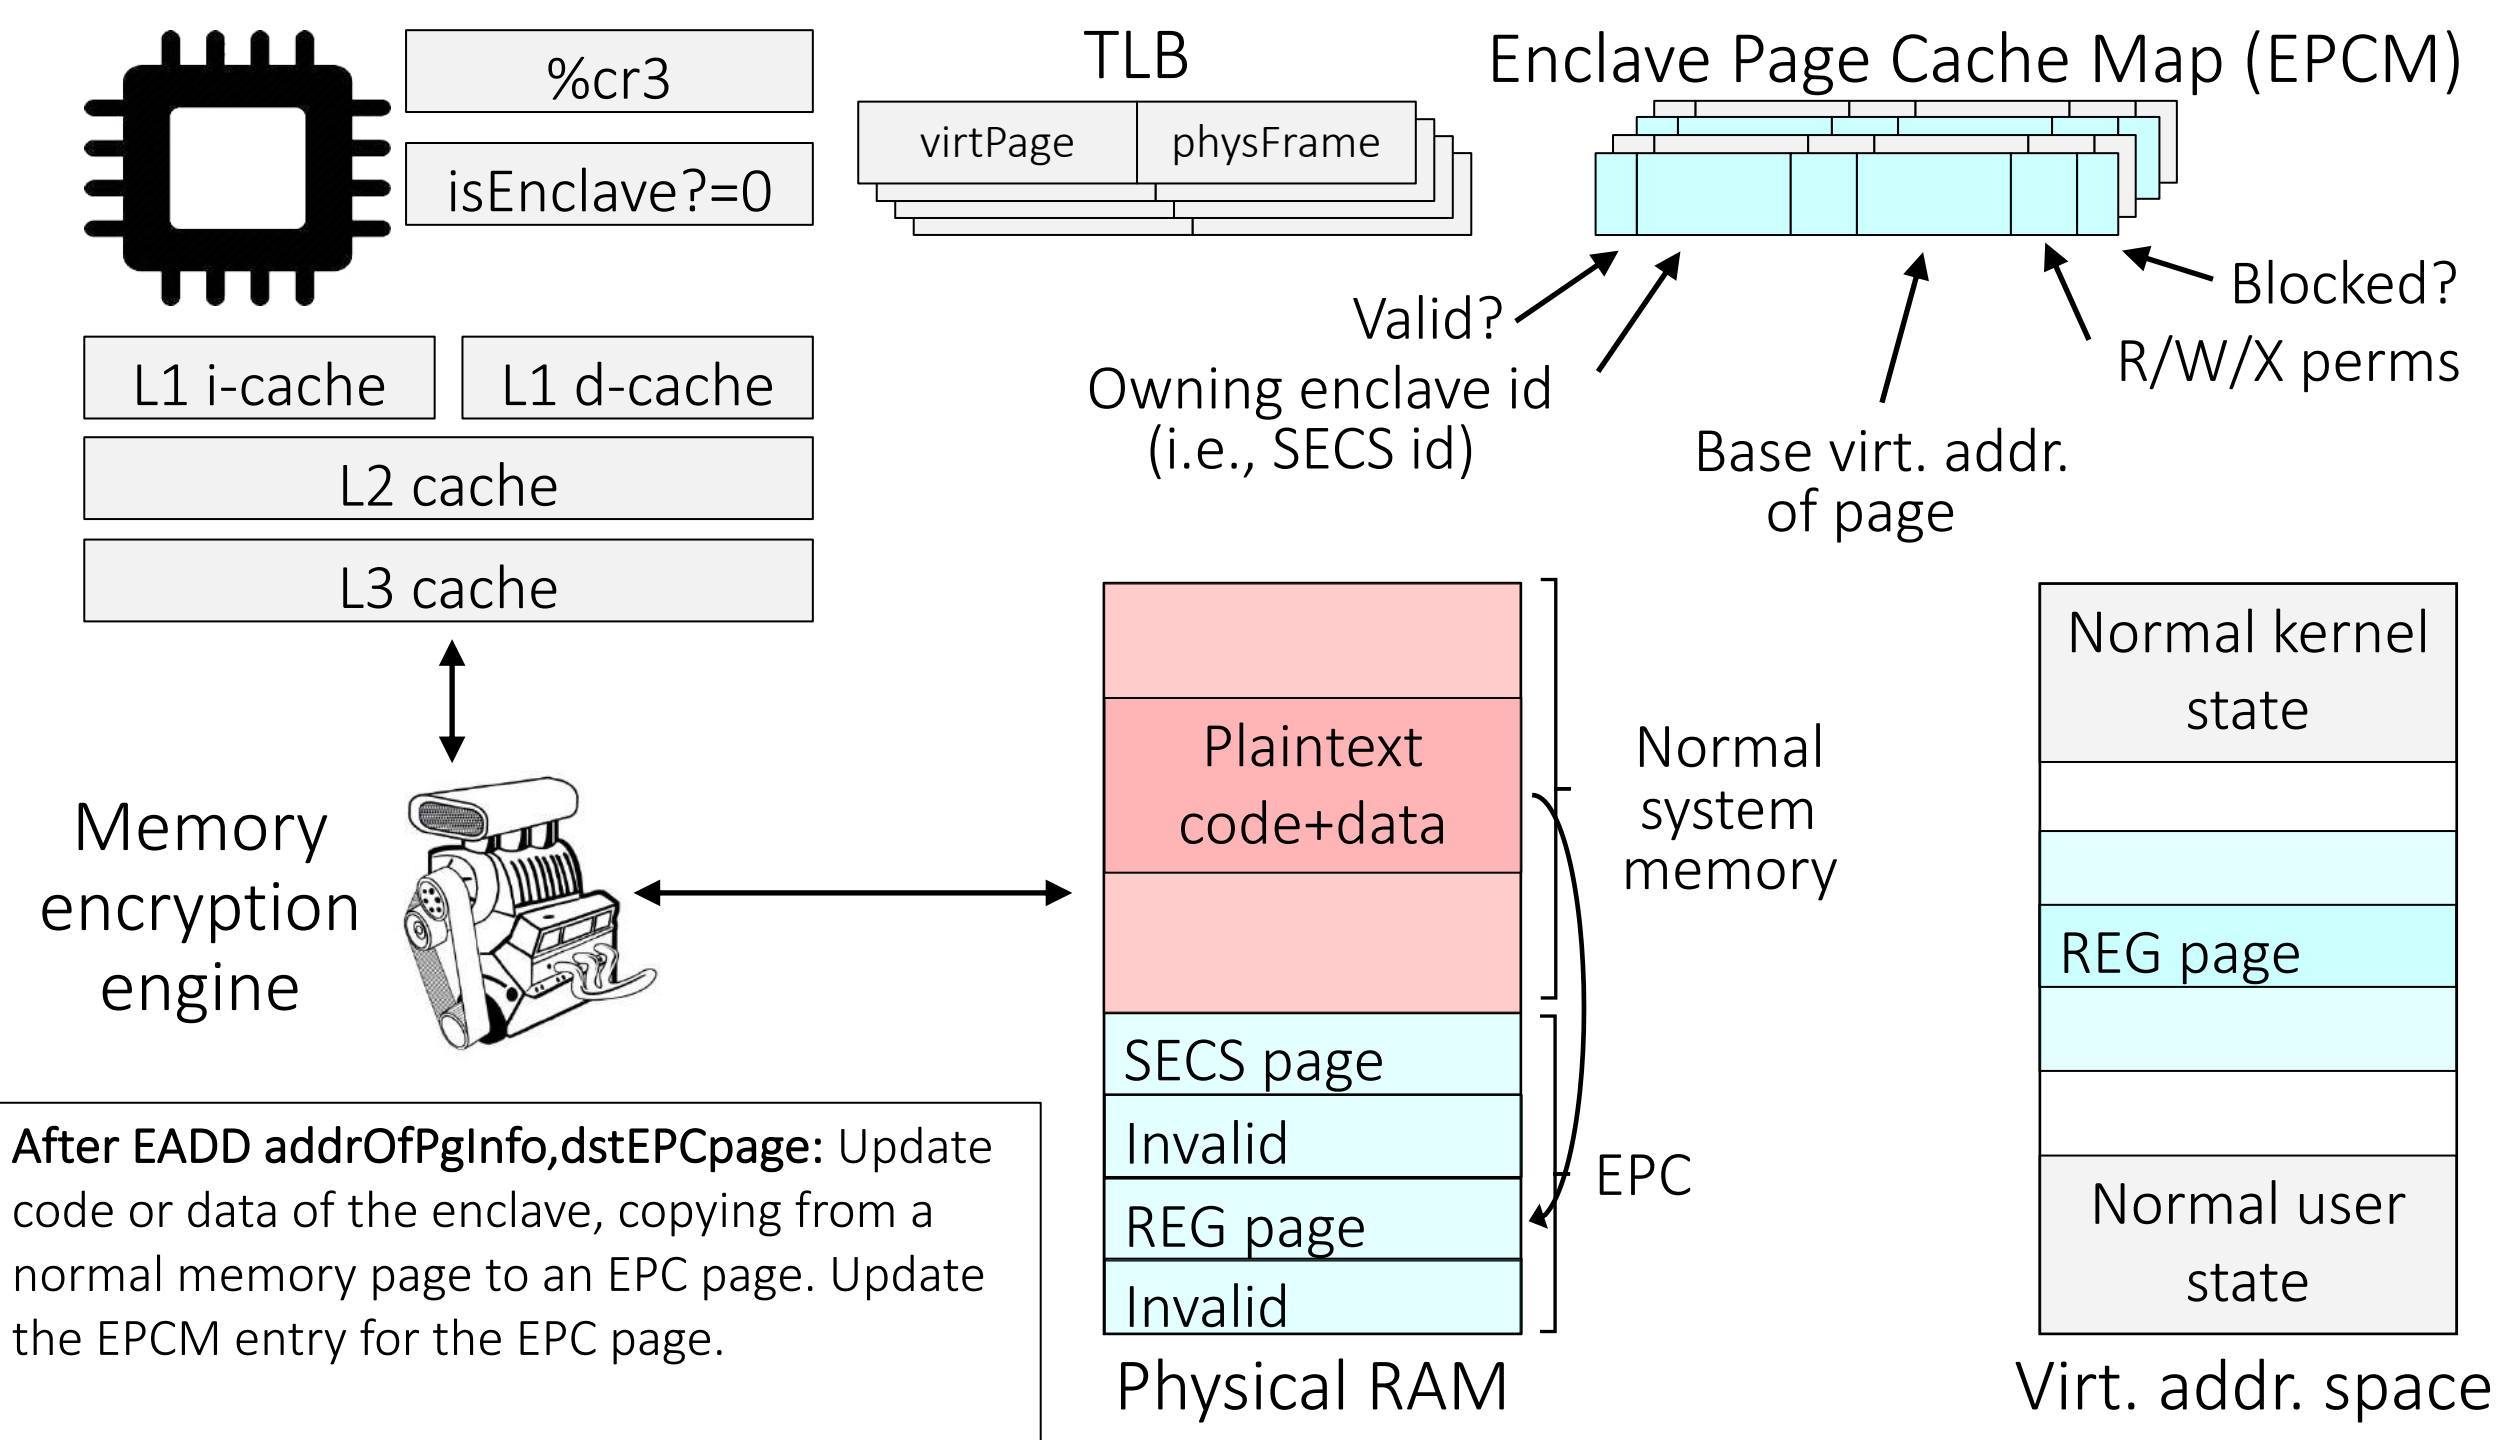 %cr3
isEnclave?=0
TLB
virtPage
physFrame
Enclave Page Cache Map (EPCM)
Valid?
Owning enclave id
(i.e., SECS id)
Base virt. addr.
of page
R/W/X perms
Blocked?
L1 i-cache
L1 d-cache
L2 cache
L3 cache
Memory
encryption
engine
Plaintext
code+data
Normal
system
memory
SECS page
Invalid
REG page
Invalid
EPC
Physical RAM
Normal kernel
state
REG page
Normal user
state
Virt. addr. space
After EADD addrOfPgInfo,dstEPCpage: Update
code or data of the enclave, copying from a
normal memory page to an EPC page. Update
the EPCM entry for the EPC page.